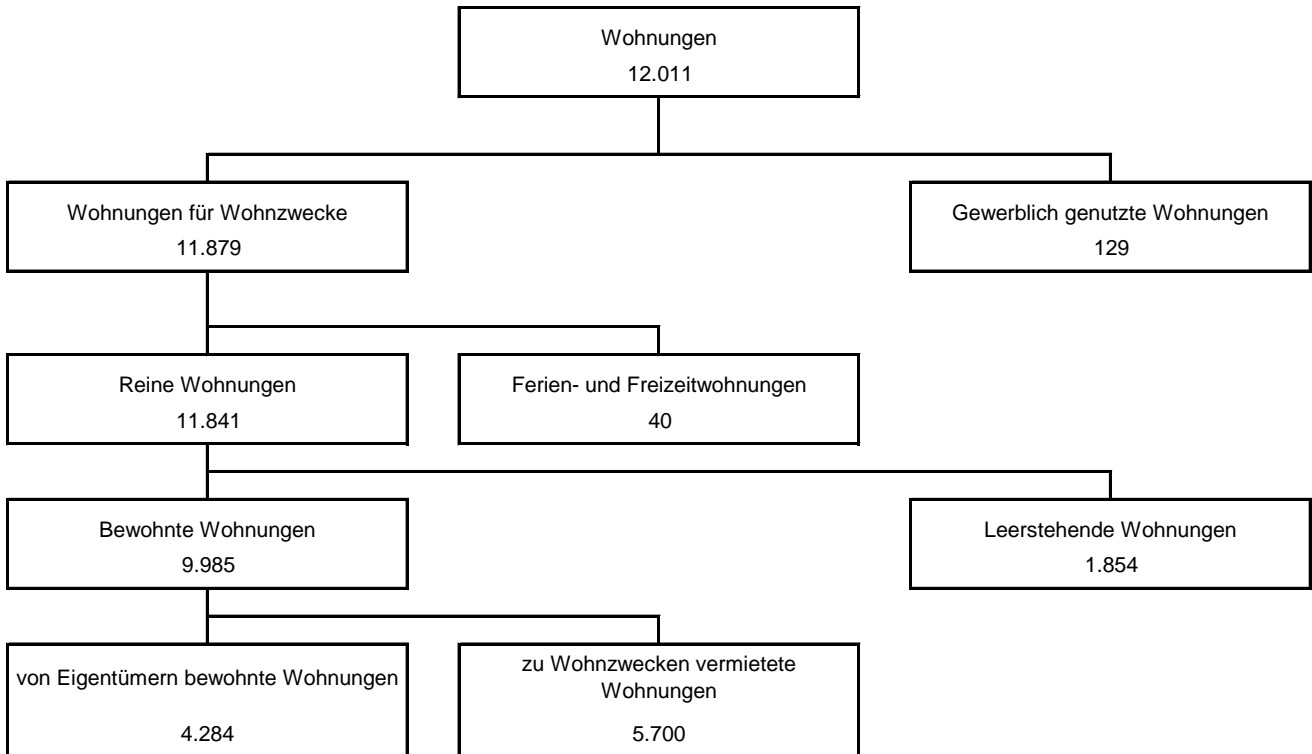 Wohnungen
12.011
Wohnungen für Wohnzwecke
11.879
Gewerblich genutzte Wohnungen
129
Reine Wohnungen
11.841
Ferien- und Freizeitwohnungen
40
Bewohnte Wohnungen
9.985
Leerstehende Wohnungen
1.854
von Eigentümern bewohnte Wohnungen
4.284
zu Wohnzwecken vermietete
Wohnungen
5.700